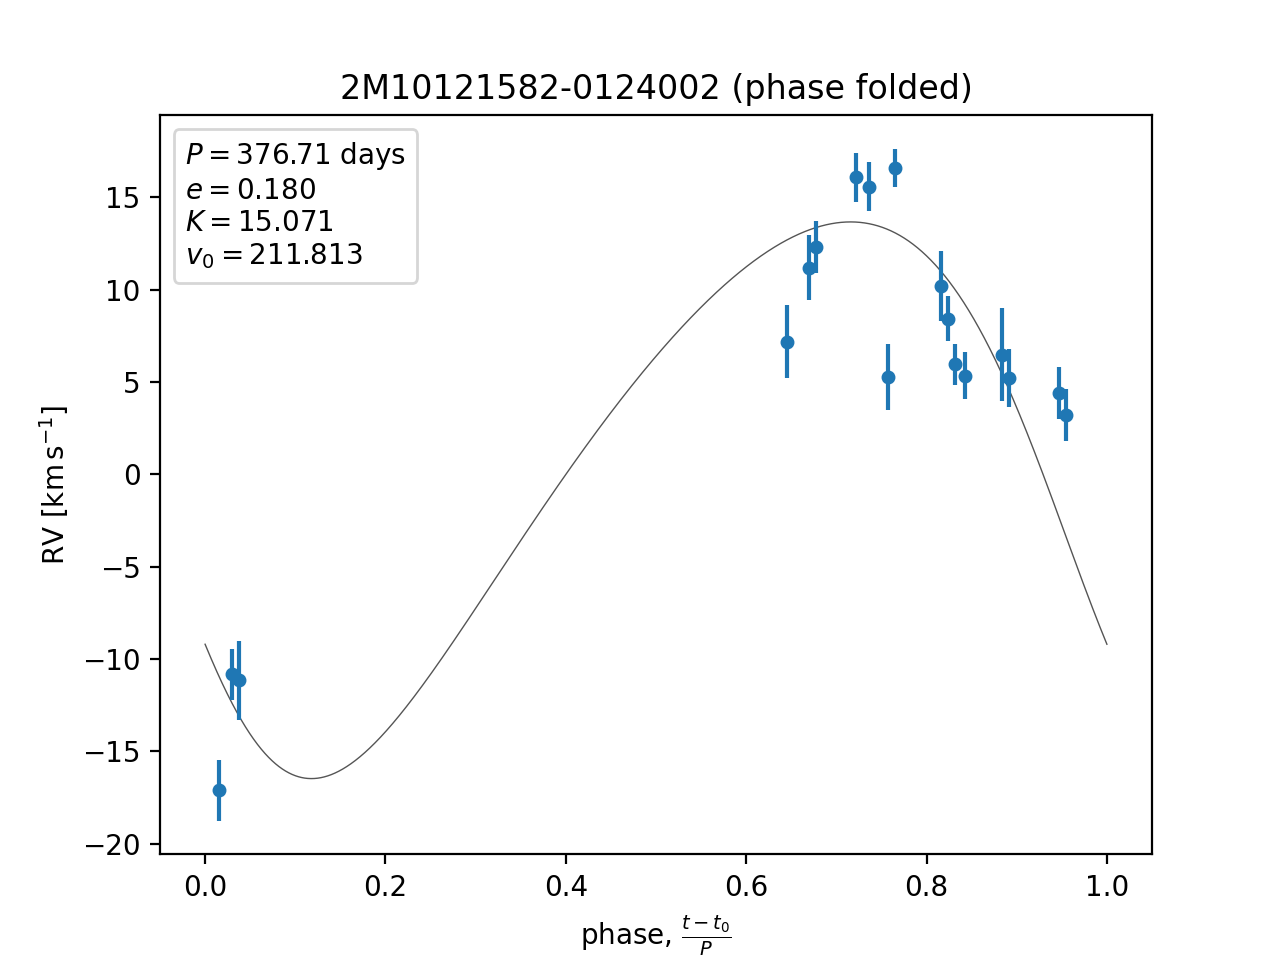 2M10121582-0124002 (phase folded)
P = 376.71 days
e = 0.180
K = 15.071
v₀ = 211.813
15
10
5
0
−5
−10
−15
−20
RV [km s⁻¹]
0.0 0.2 0.4 0.6 0.8 1.0
phase, (t − t₀)/P